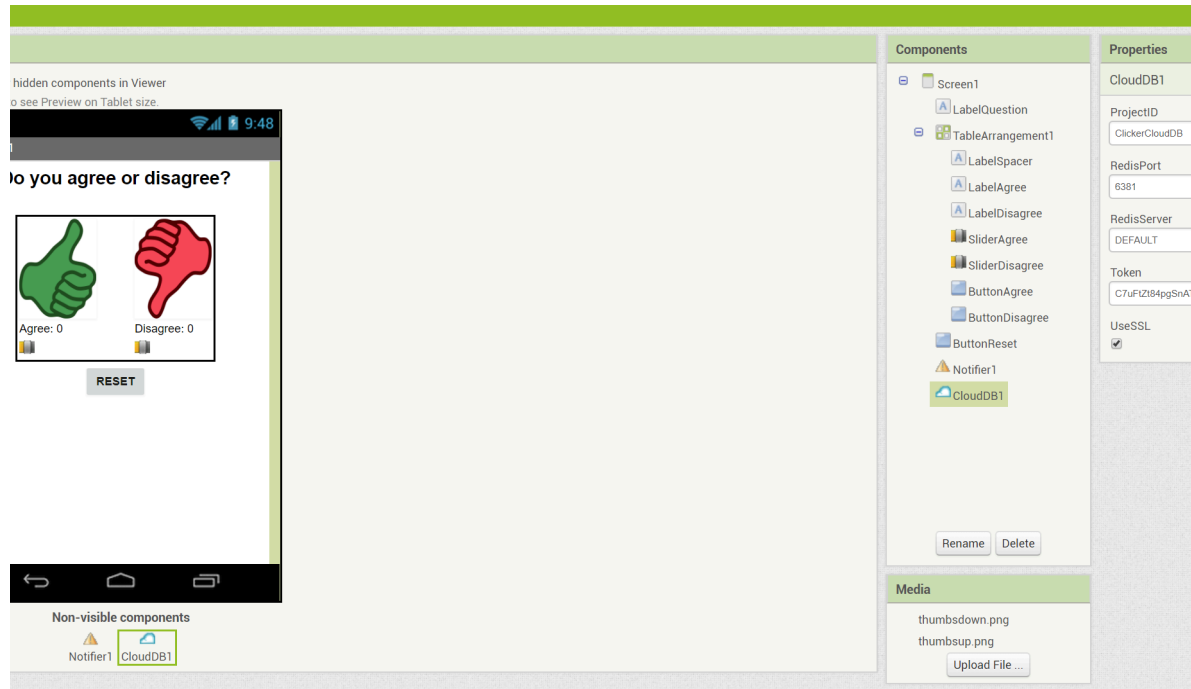 hidden components in Viewer
o see Preview on Tablet size.
9:48
Do you agree or disagree?
Agree: 0
Disagree: 0
RESET
Non-visible components
Notifier1
CloudDB1
Components
Screen1
LabelQuestion
TableArrangement1
LabelSpacer
LabelAgree
LabelDisagree
SliderAgree
SliderDisagree
ButtonAgree
ButtonDisagree
ButtonReset
Notifier1
CloudDB1
Rename
Delete
Media
thumbsdown.png
thumbsup.png
Upload File ...
Properties
CloudDB1
ProjectID
ClickerCloudDB
RedisPort
6381
RedisServer
DEFAULT
Token
C7uFtZt84pgSnA
UseSSL